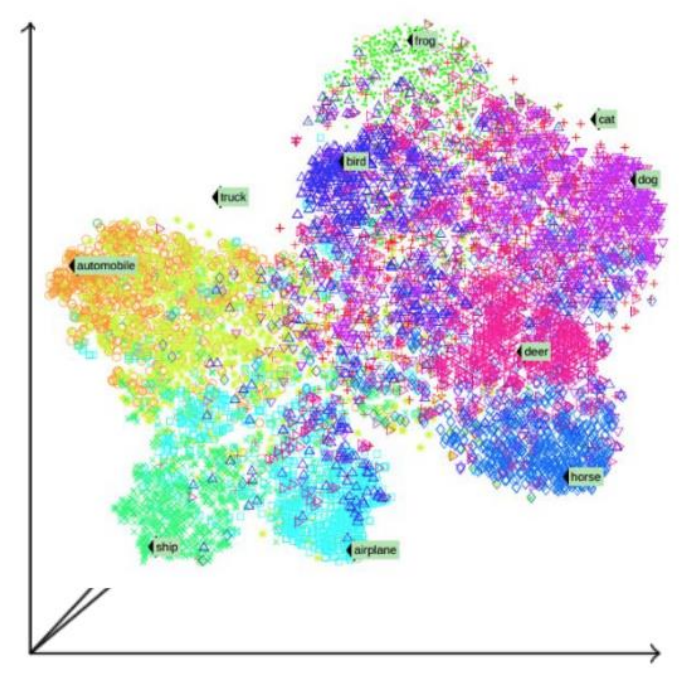 frog
cat
bird
dog
truck
automobile
deer
horse
ship
airplane